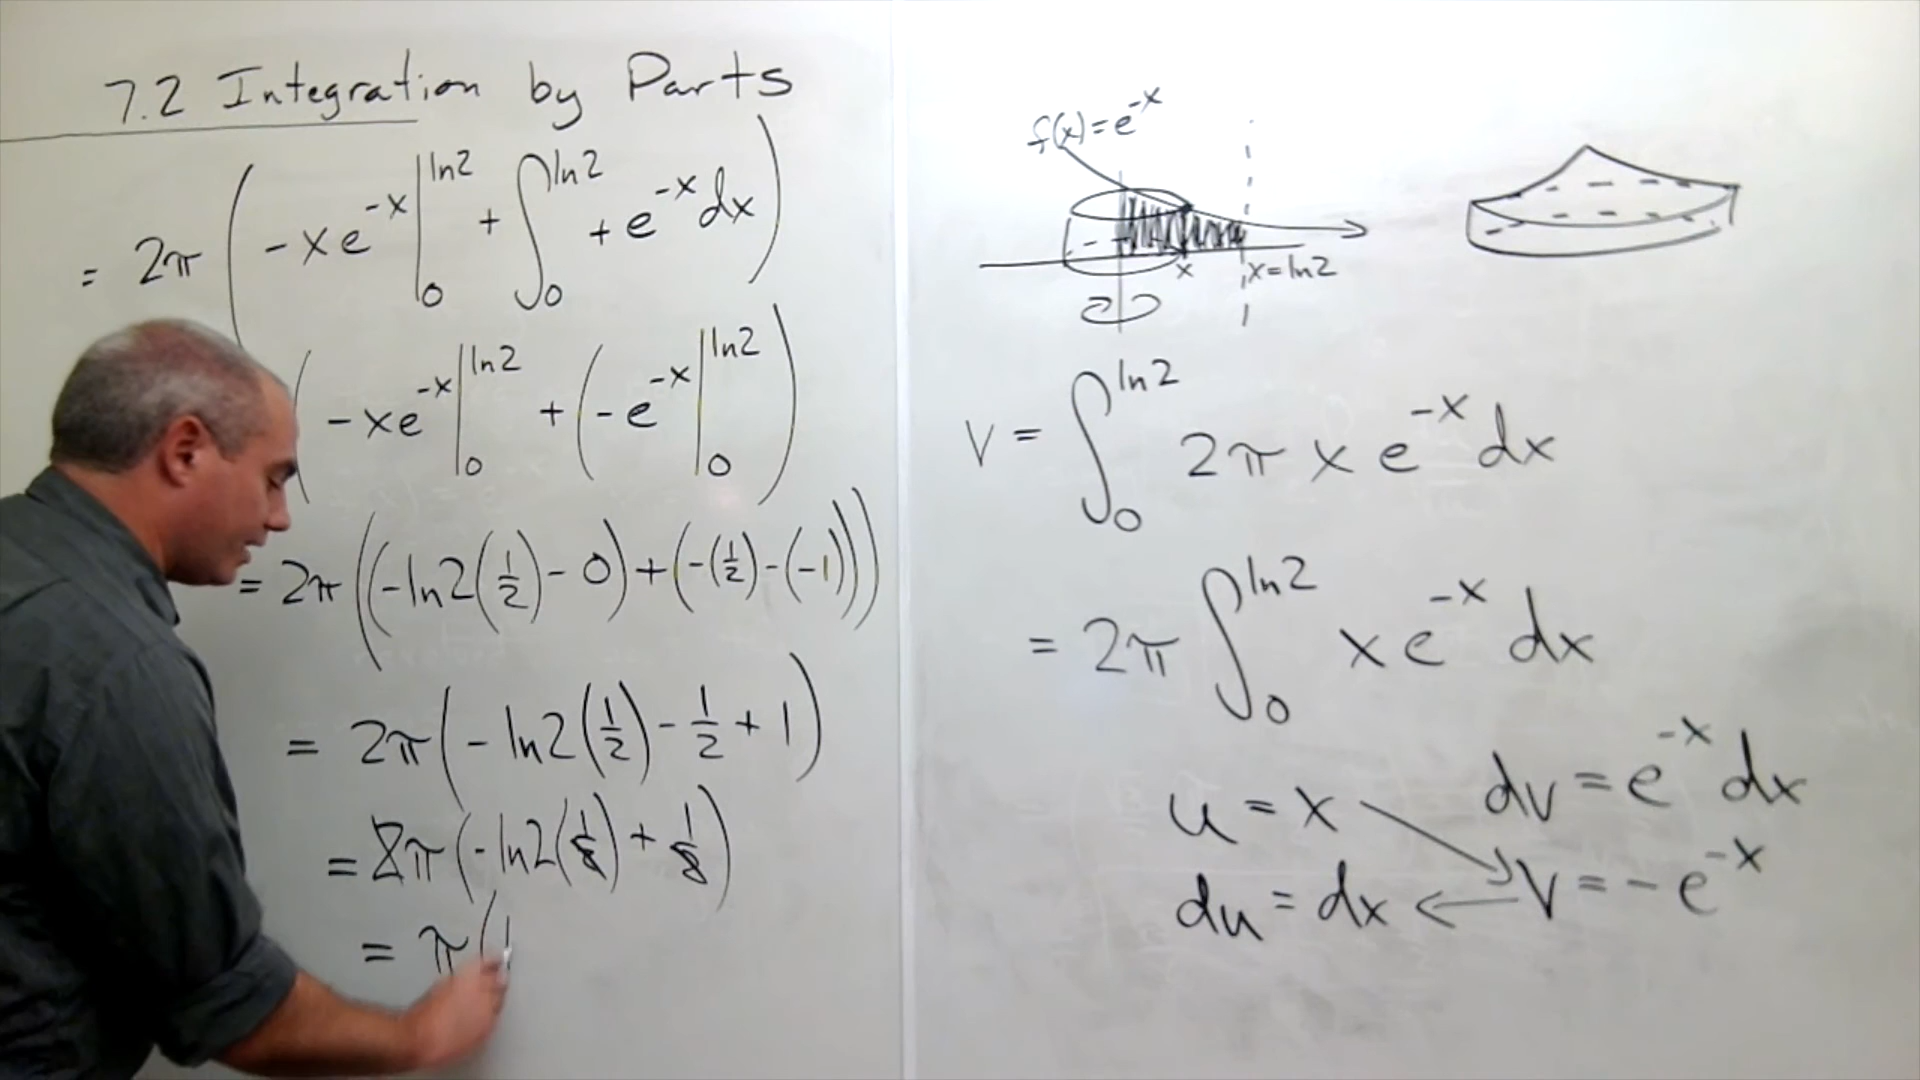 7.2 Integration by Parts
= 2π ( -xe^{-x} |_0^{ln2} + ∫_0^{ln2} + e^{-x} dx )
( -xe^{-x} |_0^{ln2} + ( -e^{-x} |_0^{ln2} )
= 2π ( ( -ln2 (1/2) - 0 ) + ( -(1/2) - (-1) ) )
= 2π ( -ln2 (1/2) - 1/2 + 1 )
= 2π ( -ln2 (1/2) + 1/2 )
= π ( 1
f(x) = e^{-x}
x
x = ln2
V = ∫_0^{ln2} 2π x e^{-x} dx
= 2π ∫_0^{ln2} x e^{-x} dx
u = x dv = e^{-x} dx
du = dx v = -e^{-x}